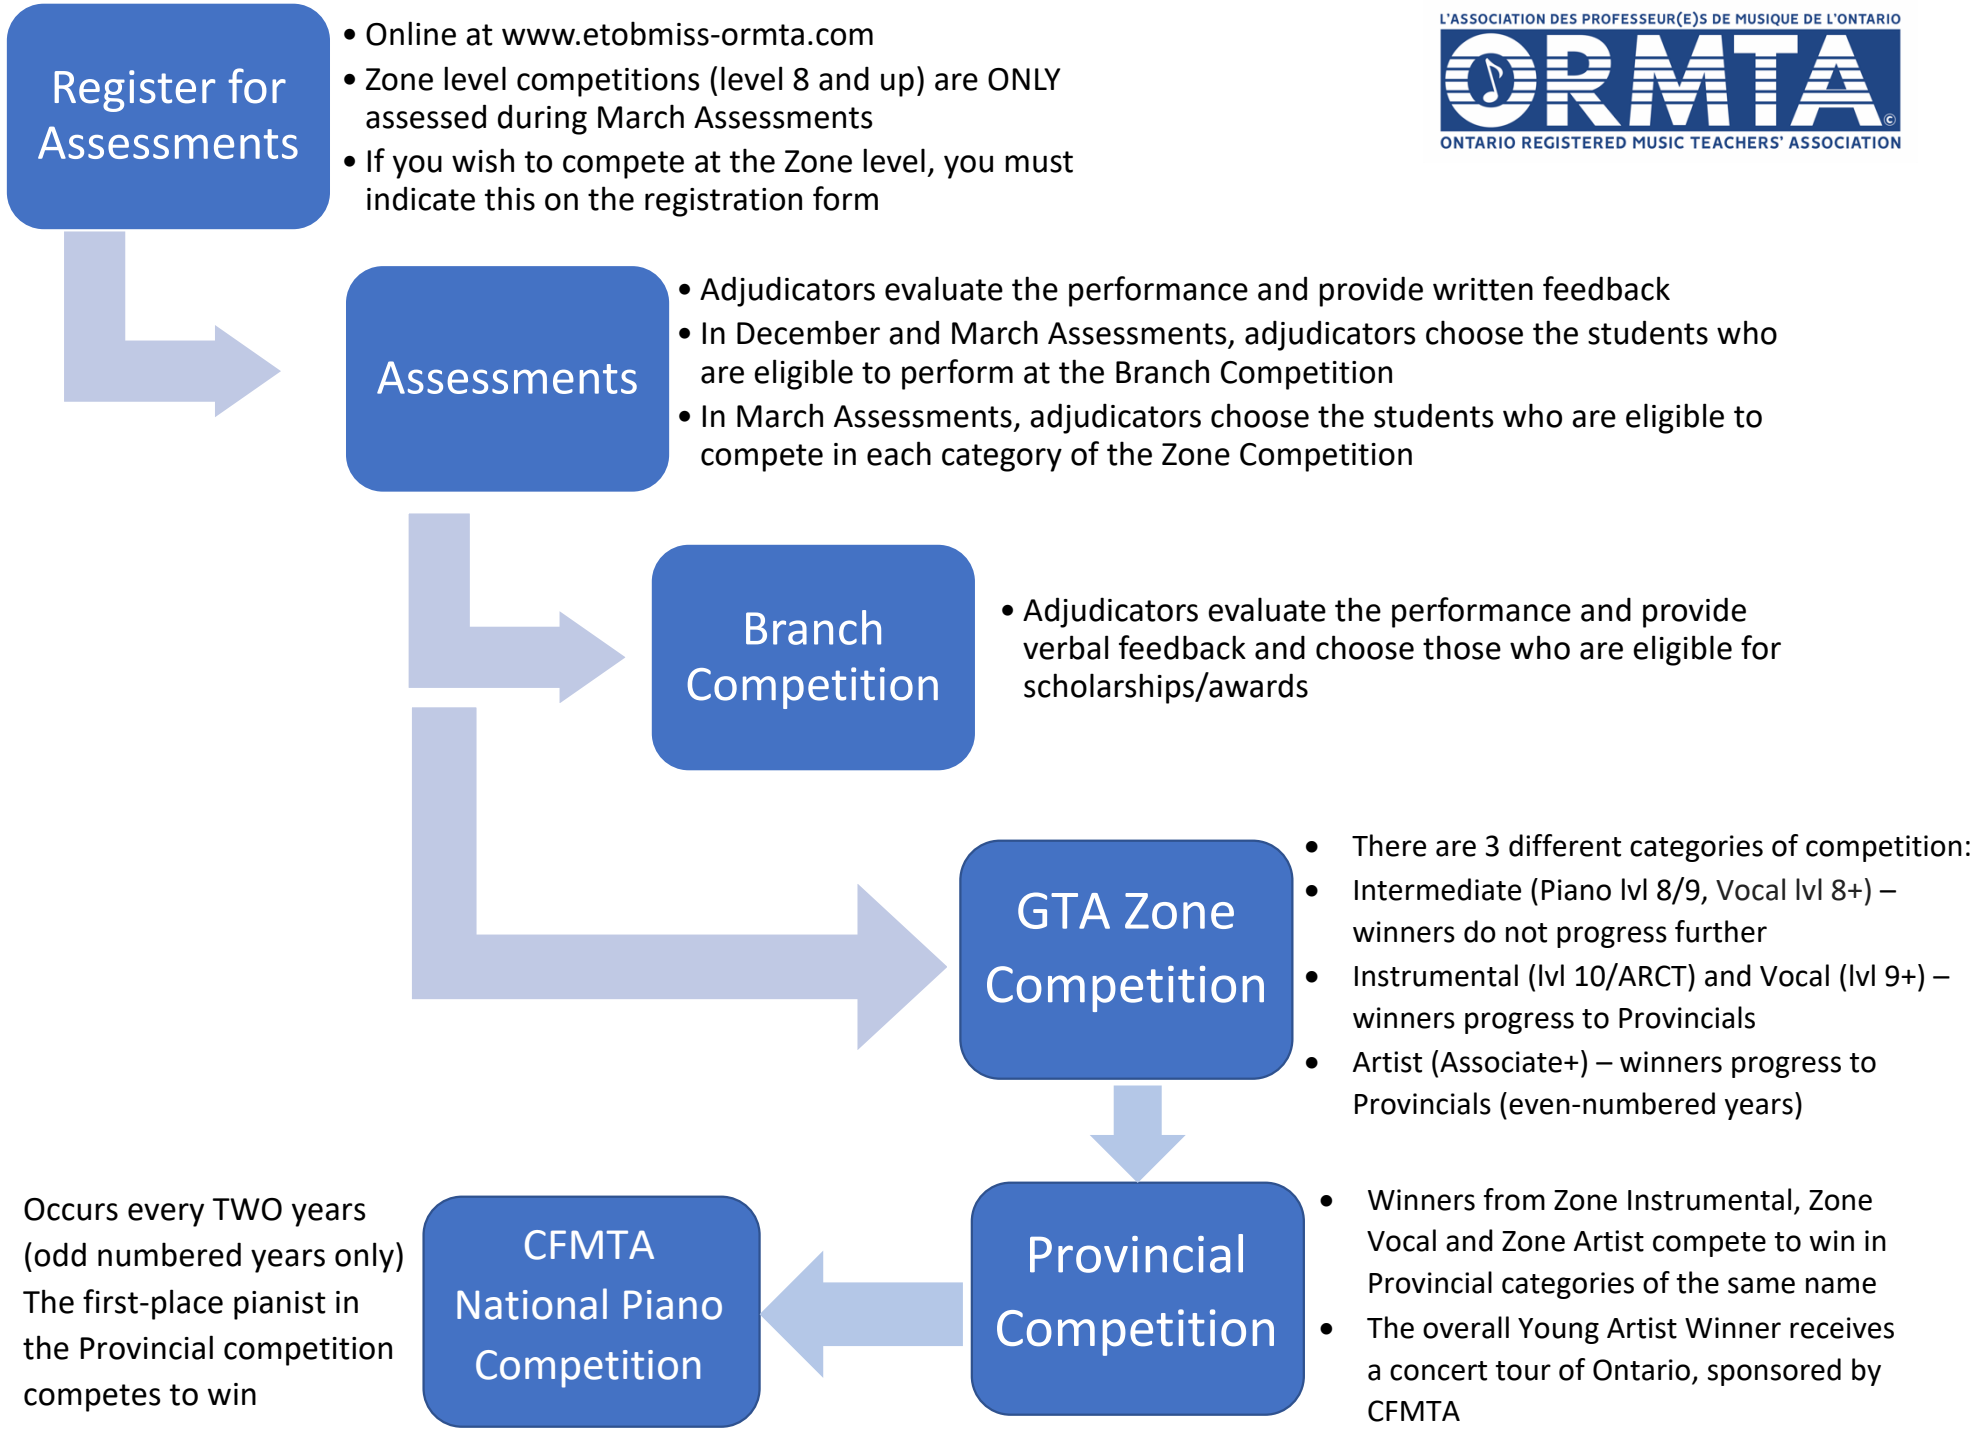 Register for
Assessments
• Online at www.etobmiss-ormta.com
• Zone level competitions (level 8 and up) are ONLY
assessed during March Assessments
• If you wish to compete at the Zone level, you must
indicate this on the registration form
L'ASSOCIATION DES PROFESSEUR(E)S DE MUSIQUE DE L'ONTARIO
ORMTA ©
ONTARIO REGISTERED MUSIC TEACHERS' ASSOCIATION
Assessments
• Adjudicators evaluate the performance and provide written feedback
• In December and March Assessments, adjudicators choose the students who
are eligible to perform at the Branch Competition
• In March Assessments, adjudicators choose the students who are eligible to
compete in each category of the Zone Competition
Branch
Competition
• Adjudicators evaluate the performance and provide
verbal feedback and choose those who are eligible for
scholarships/awards
GTA Zone
Competition
• There are 3 different categories of competition:
• Intermediate (Piano lvl 8/9, Vocal lvl 8+) –
winners do not progress further
• Instrumental (lvl 10/ARCT) and Vocal (lvl 9+) –
winners progress to Provincials
• Artist (Associate+) – winners progress to
Provincials (even-numbered years)
Provincial
Competition
• Winners from Zone Instrumental, Zone
Vocal and Zone Artist compete to win in
Provincial categories of the same name
• The overall Young Artist Winner receives
a concert tour of Ontario, sponsored by
CFMTA
CFMTA
National Piano
Competition
Occurs every TWO years
(odd numbered years only)
The first-place pianist in
the Provincial competition
competes to win